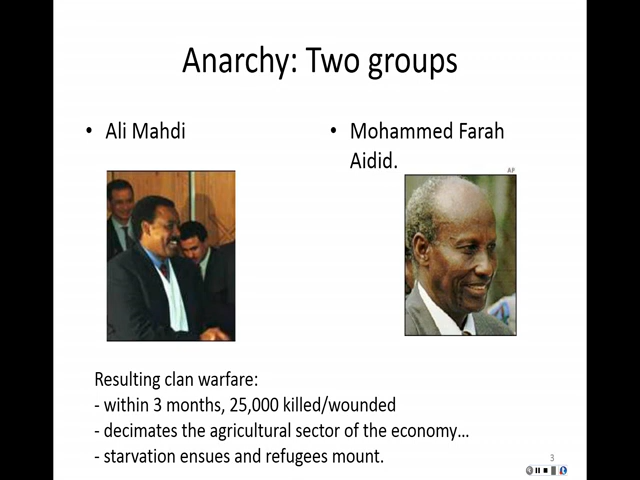 Anarchy: Two groups
• Ali Mahdi
• Mohammed Farah
Aidid.
AP
Resulting clan warfare:
- within 3 months, 25,000 killed/wounded
- decimates the agricultural sector of the economy…
- starvation ensues and refugees mount.
3